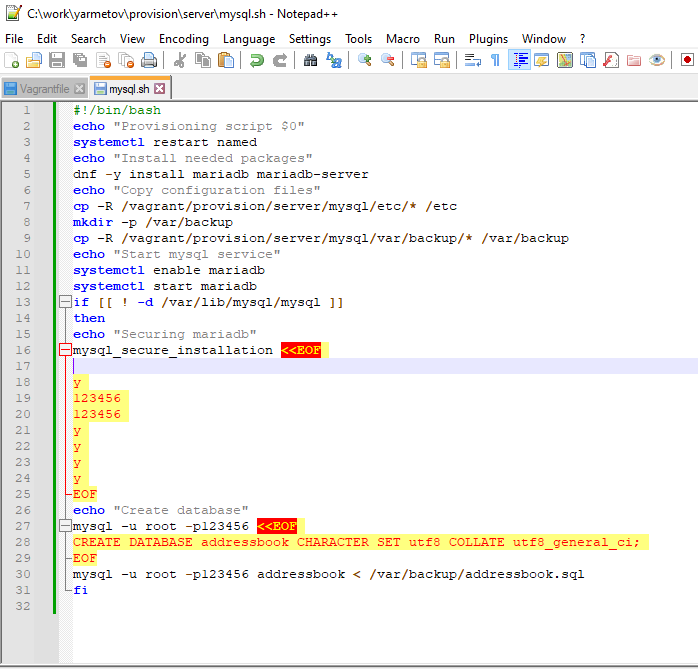 C:\work\yarmetov\provision\server\mysql.sh - Notepad++
File Edit Search View Encoding Language Settings Tools Macro Run Plugins Window ?
Vagrantfile mysql.sh
1 #!/bin/bash
2 echo "Provisioning script $0"
3 systemctl restart named
4 echo "Install needed packages"
5 dnf -y install mariadb mariadb-server
6 echo "Copy configuration files"
7 cp -R /vagrant/provision/server/mysql/etc/* /etc
8 mkdir -p /var/backup
9 cp -R /vagrant/provision/server/mysql/var/backup/* /var/backup
10 echo "Start mysql service"
11 systemctl enable mariadb
12 systemctl start mariadb
13 if [[ ! -d /var/lib/mysql/mysql ]]
14 then
15 echo "Securing mariadb"
16 mysql_secure_installation <<EOF
17
18 y
19 123456
20 123456
21 y
22 y
23 y
24 y
25 EOF
26 echo "Create database"
27 mysql -u root -p123456 <<EOF
28 CREATE DATABASE addressbook CHARACTER SET utf8 COLLATE utf8_general_ci;
29 EOF
30 mysql -u root -p123456 addressbook < /var/backup/addressbook.sql
31 fi
32